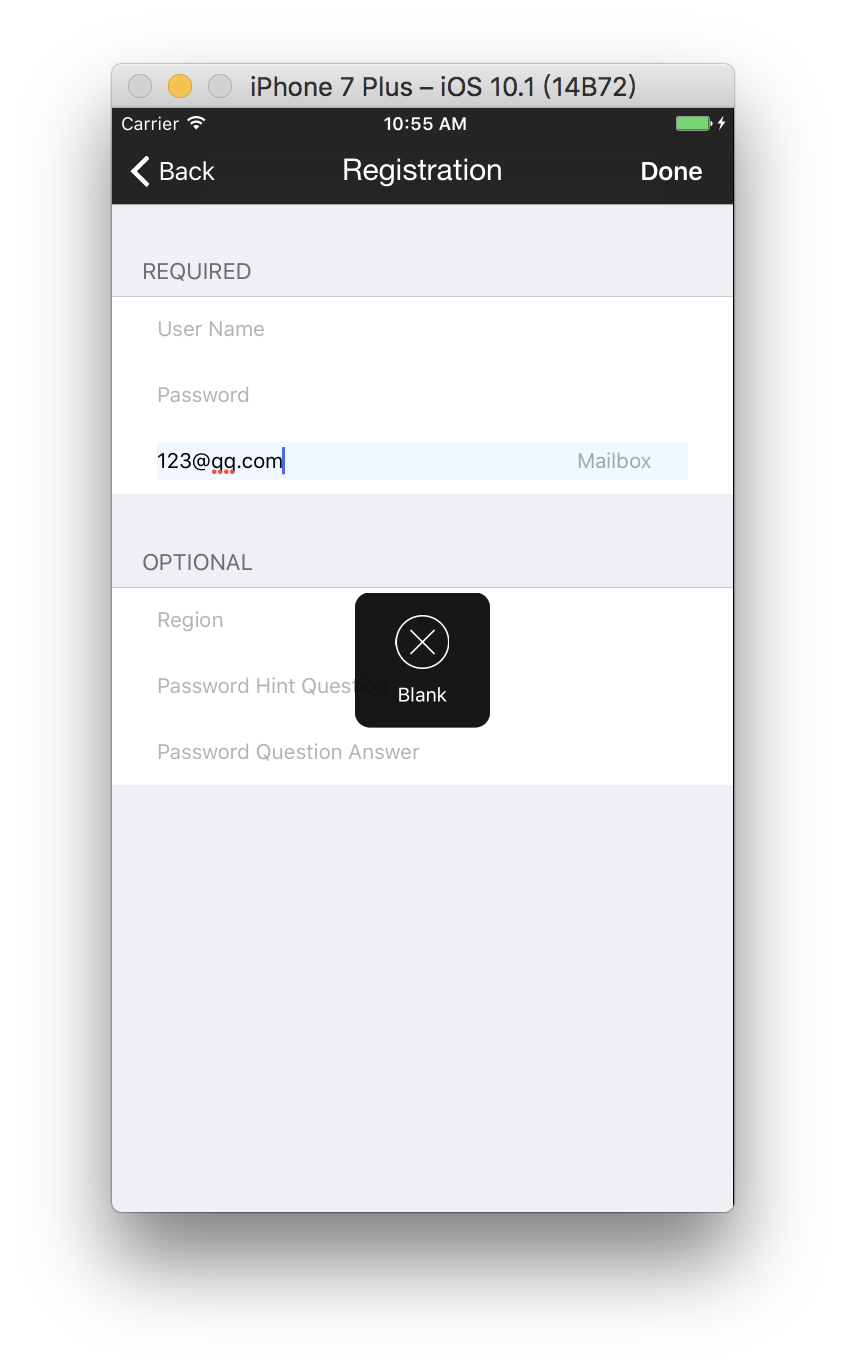 iPhone 7 Plus – iOS 10.1 (14B72)
Carrier 10:55 AM
Back Registration Done
REQUIRED
User Name
Password
123@qq.com Mailbox
OPTIONAL
Region
Password Hint Question
Blank
Password Question Answer